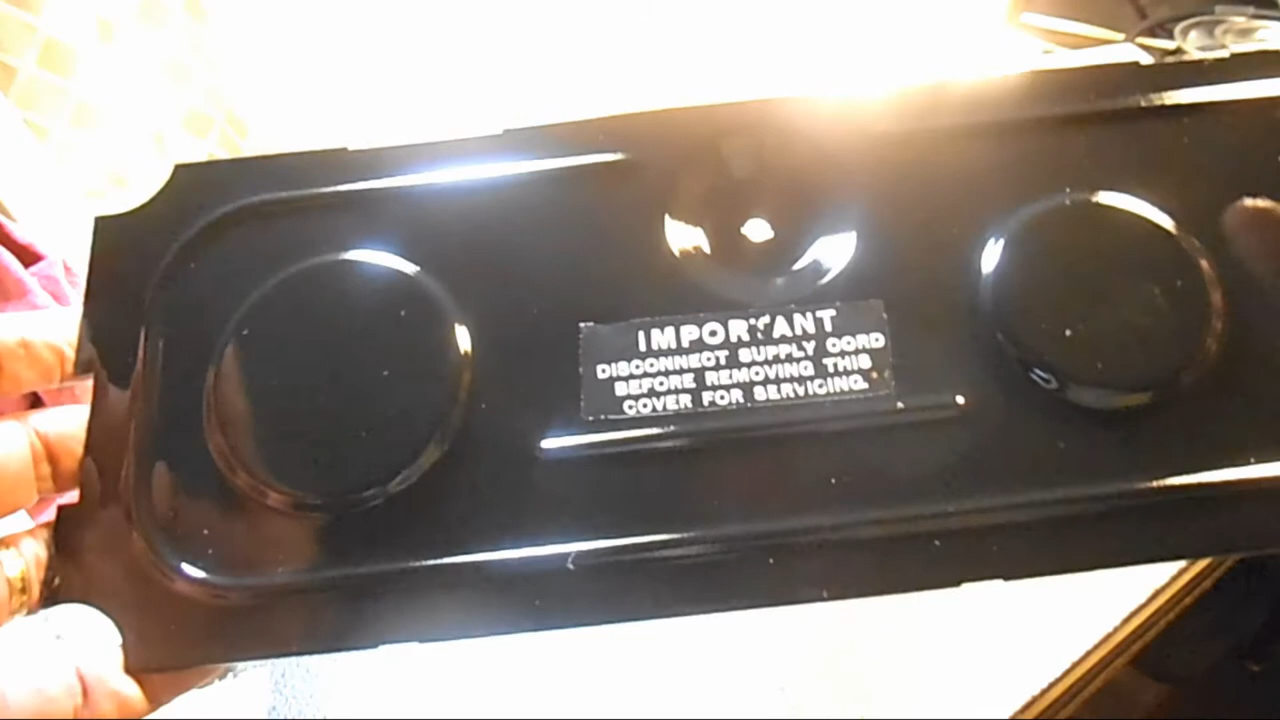 IMPORTANT
DISCONNECT SUPPLY CORD
BEFORE REMOVING THIS
COVER FOR SERVICING.